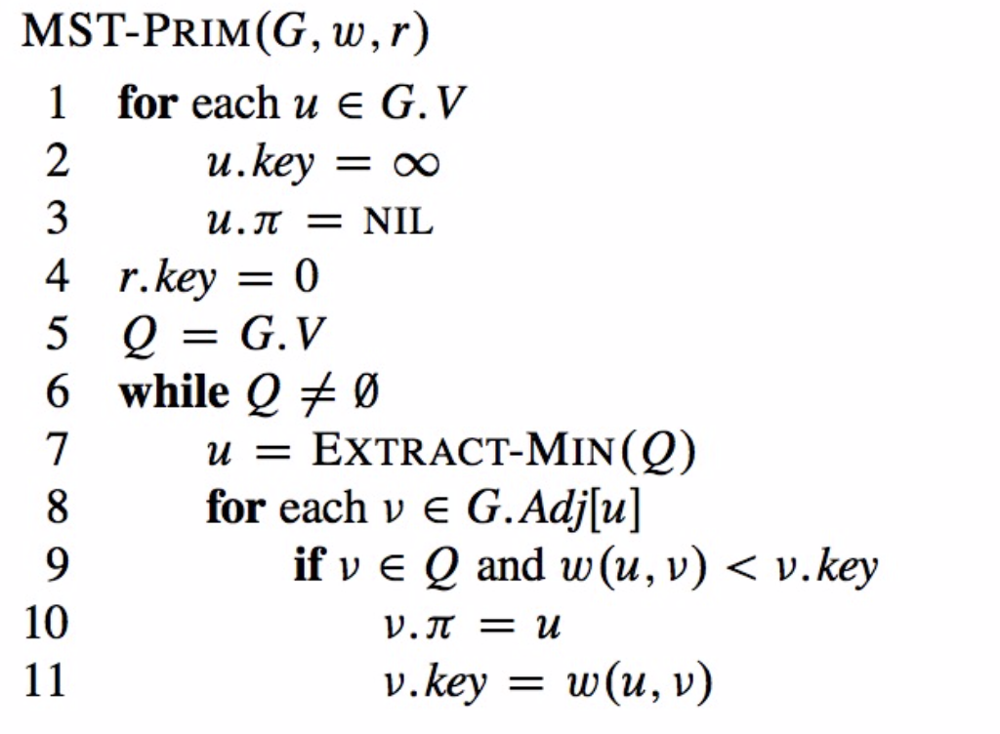 MST-PRIM(G, w, r)
1 for each u ∈ G.V
2 u.key = ∞
3 u.π = NIL
4 r.key = 0
5 Q = G.V
6 while Q ≠ ∅
7 u = EXTRACT-MIN(Q)
8 for each v ∈ G.Adj[u]
9 if v ∈ Q and w(u, v) < v.key
10 v.π = u
11 v.key = w(u, v)